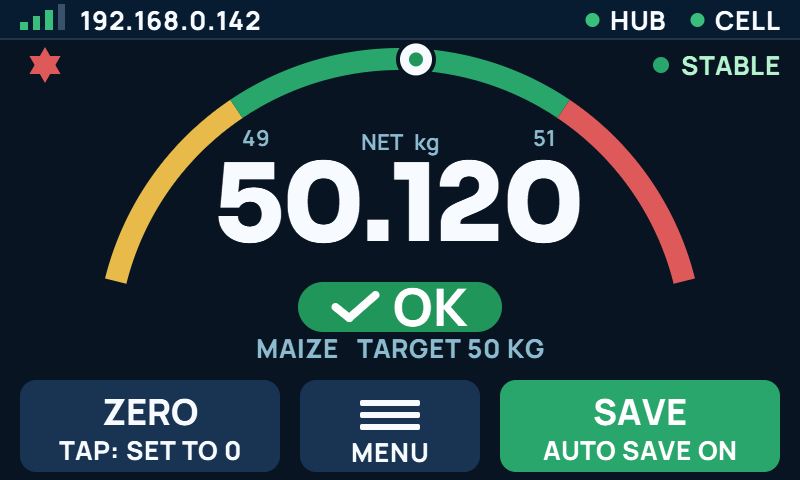 192.168.0.142 HUB CELL
STABLE
49 NET kg 51
50.120
OK
MAIZE TARGET 50 KG
ZERO
TAP: SET TO 0
MENU
SAVE
AUTO SAVE ON